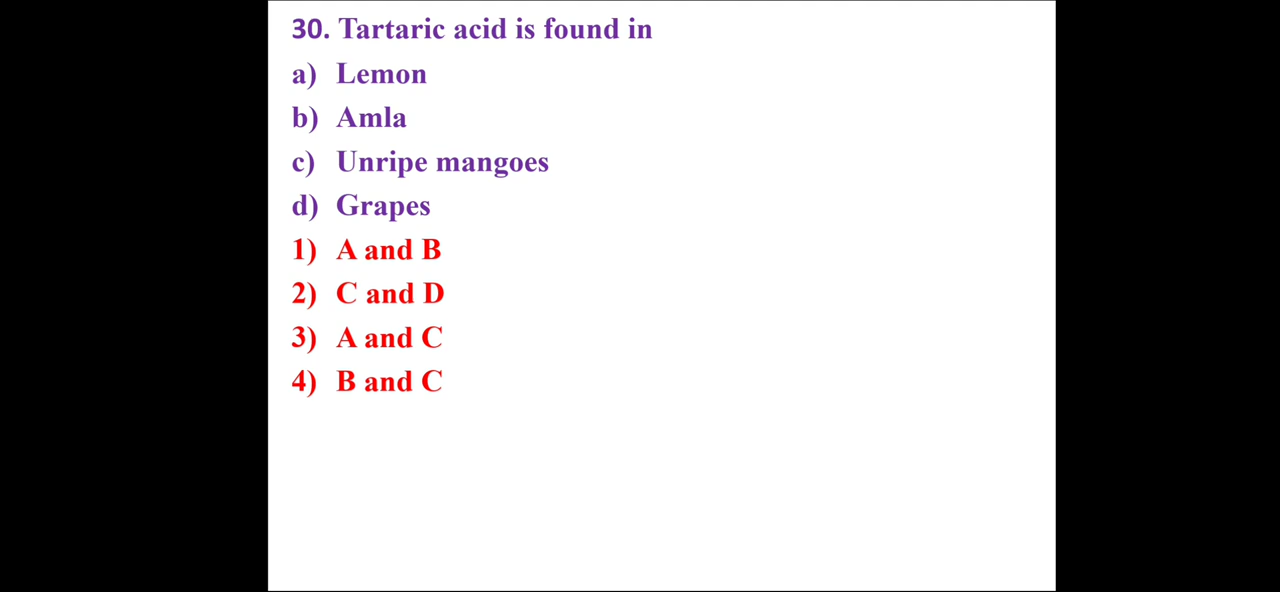 30. Tartaric acid is found in
a) Lemon
b) Amla
c) Unripe mangoes
d) Grapes
1) A and B
2) C and D
3) A and C
4) B and C